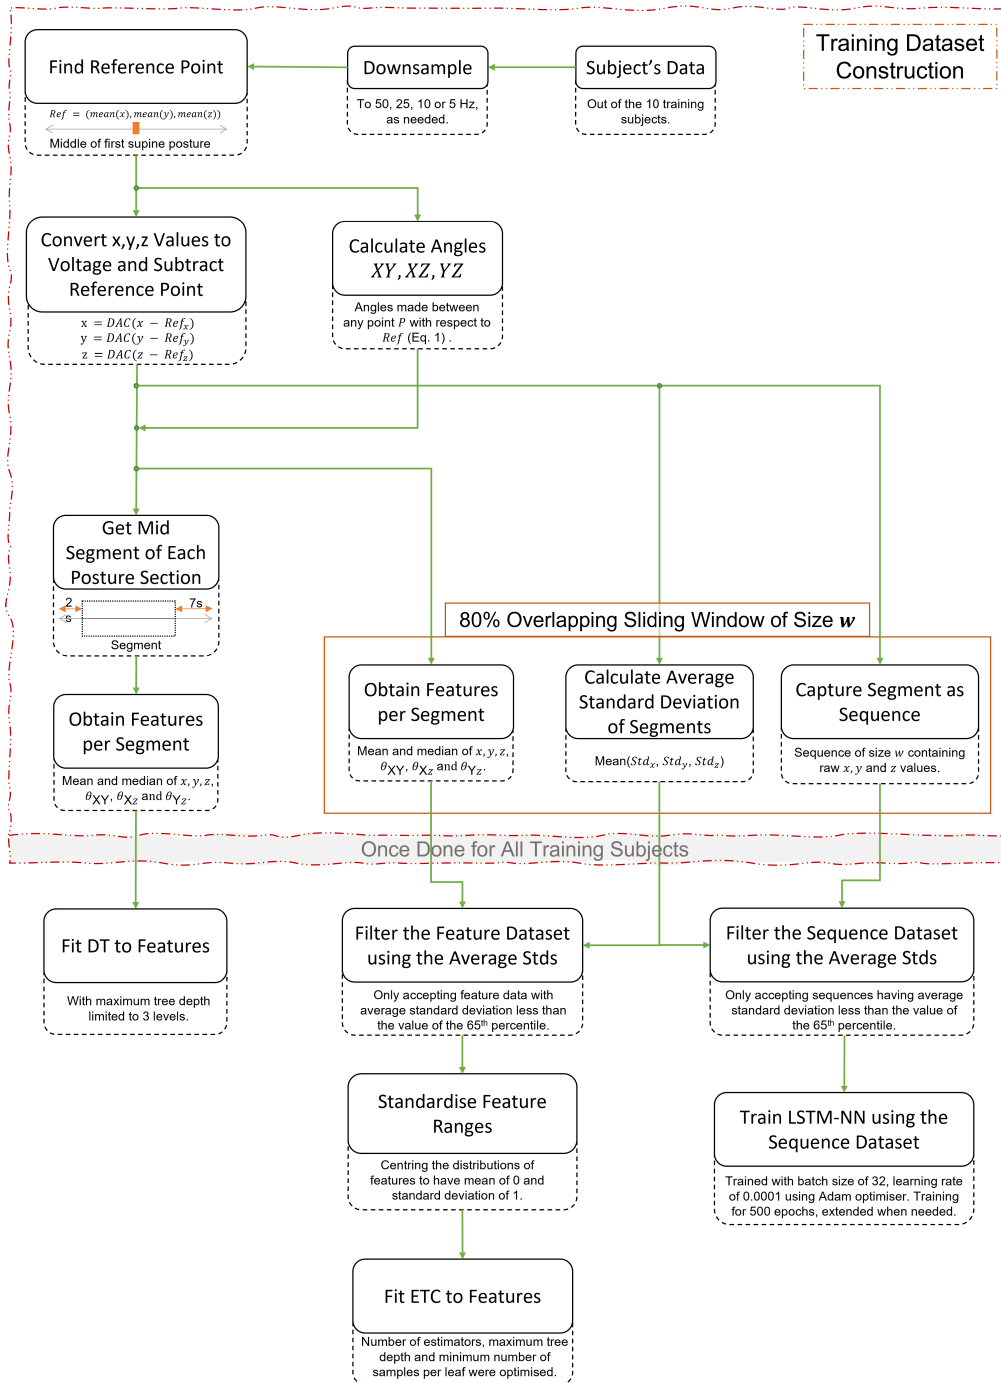 Training Dataset
Construction
Subject's Data
Out of the 10 training
subjects.
Downsample
To 50, 25, 10 or 5 Hz,
as needed.
Find Reference Point
Ref = (mean(x), mean(y), mean(z))
Middle of first supine posture
Convert x,y,z Values to
Voltage and Subtract
Reference Point
x = DAC(x − Ref_x)
y = DAC(y − Ref_y)
z = DAC(z − Ref_z)
Calculate Angles
XY, XZ, YZ
Angles made between
any point P with respect to
Ref (Eq. 1) .
Get Mid
Segment of Each
Posture Section
2
s
7s
Segment
Obtain Features
per Segment
Mean and median of x, y, z,
θ_XY, θ_Xz and θ_Yz.
80% Overlapping Sliding Window of Size w
Obtain Features
per Segment
Mean and median of x, y, z,
θ_XY, θ_Xz and θ_Yz.
Calculate Average
Standard Deviation
of Segments
Mean(Std_x, Std_y, Std_z)
Capture Segment as
Sequence
Sequence of size w containing
raw x, y and z values.
Once Done for All Training Subjects
Fit DT to Features
With maximum tree depth
limited to 3 levels.
Filter the Feature Dataset
using the Average Stds
Only accepting feature data with
average standard deviation less than
the value of the 65th percentile.
Filter the Sequence Dataset
using the Average Stds
Only accepting sequences having average
standard deviation less than the value of
the 65th percentile.
Standardise Feature
Ranges
Centring the distributions of
features to have mean of 0 and
standard deviation of 1.
Train LSTM-NN using the
Sequence Dataset
Trained with batch size of 32, learning rate
of 0.0001 using Adam optimiser. Training
for 500 epochs, extended when needed.
Fit ETC to Features
Number of estimators, maximum tree
depth and minimum number of
samples per leaf were optimised.